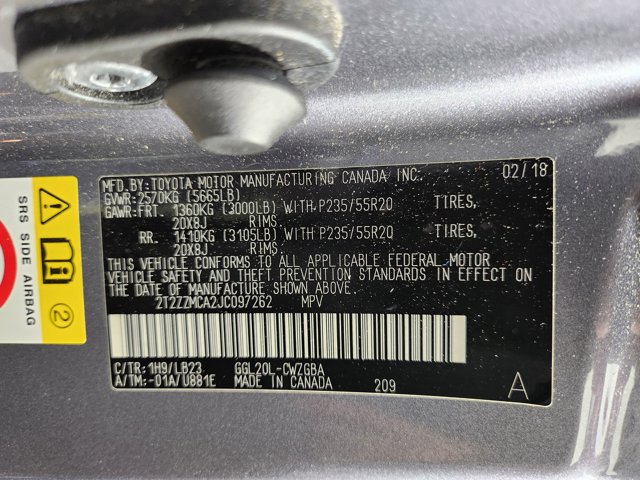 MFD. BY: TOYOTA MOTOR MANUFACTURING CANADA INC. 02/18
GVWR: 2570KG (5665LB)
GAWR: FRT. 1360KG (3000LB) WITH P235/55R20 TIRES,
20X8J RIMS.
RR. 1410KG (3105LB) WITH P235/55R20 TIRES,
20X8J RIMS.
THIS VEHICLE CONFORMS TO ALL APPLICABLE FEDERAL MOTOR
VEHICLE SAFETY AND THEFT PREVENTION STANDARDS IN EFFECT ON
THE DATE OF MANUFACTURE SHOWN ABOVE.
2T2ZZMCA2JC097262 MPV
C/TR: 1H9/LB23 GGL20L-CWZGBA
A/TM: -01A/U881E MADE IN CANADA 209
A
SRS SIDE AIRBAG
2